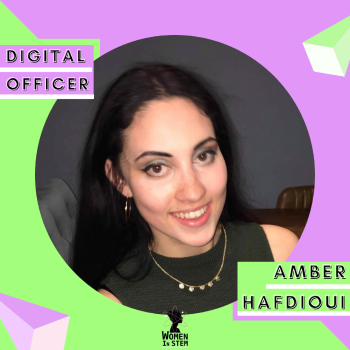 DIGITAL
OFFICER
AMBER
HAFDIOUI
WOMEN
IN STEM